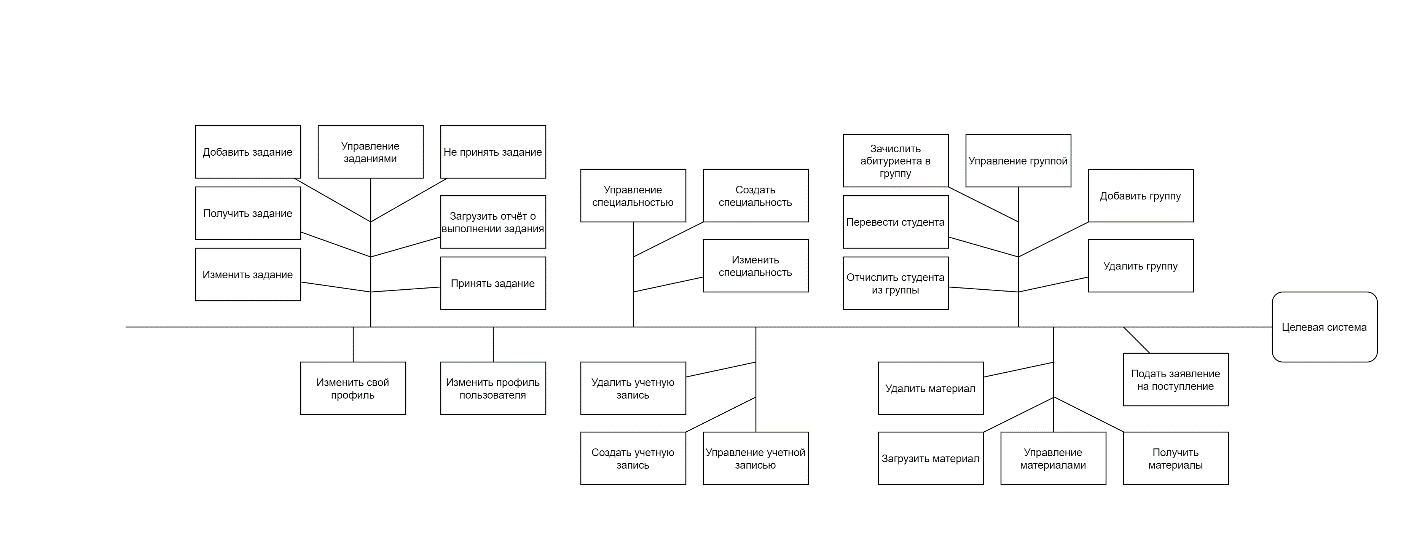 Добавить задание
Управление
заданиями
Не принять задание
Получить задание
Загрузить отчёт о
выполнении задания
Изменить задание
Принять задание
Управление
специальностью
Создать
специальность
Изменить
специальность
Зачислить
абитуриента в
группу
Управление группой
Перевести студента
Добавить группу
Отчислить студента
из группы
Удалить группу
Целевая система
Изменить свой
профиль
Изменить профиль
пользователя
Удалить учетную
запись
Создать учетную
запись
Управление учетной
записью
Удалить материал
Подать заявление
на поступление
Загрузить материал
Управление
материалами
Получить
материалы